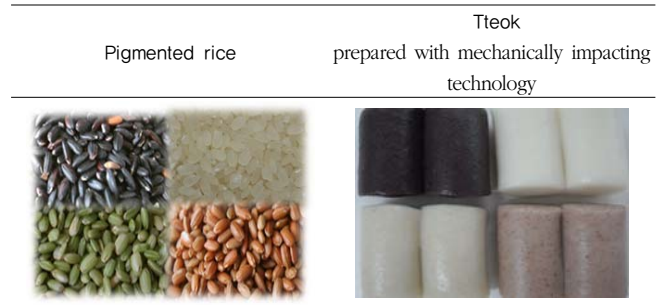 Pigmented rice
Tteok
prepared with mechanically impacting
technology